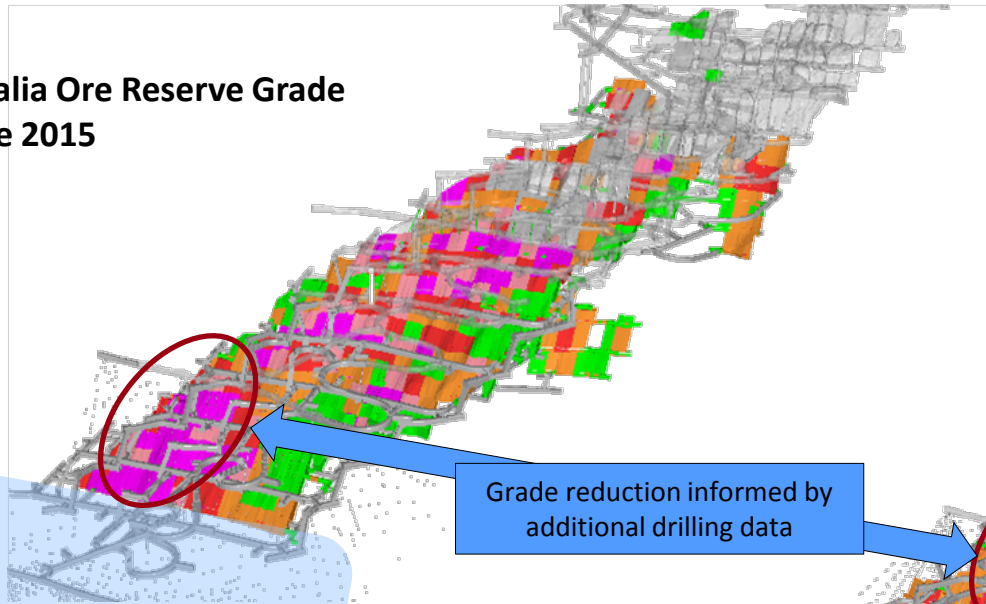 alia Ore Reserve Grade
e 2015
Grade reduction informed by
additional drilling data